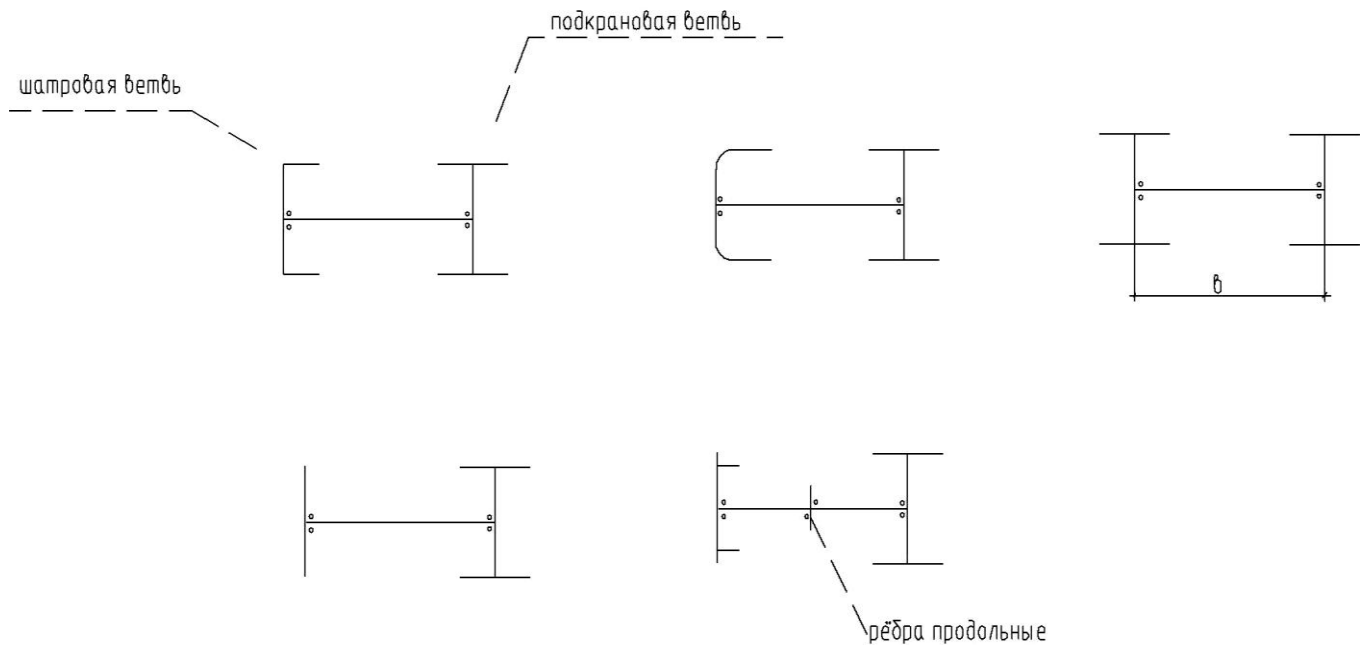 подкрановая ветвь
шатровая ветвь
в
рёбра продольные